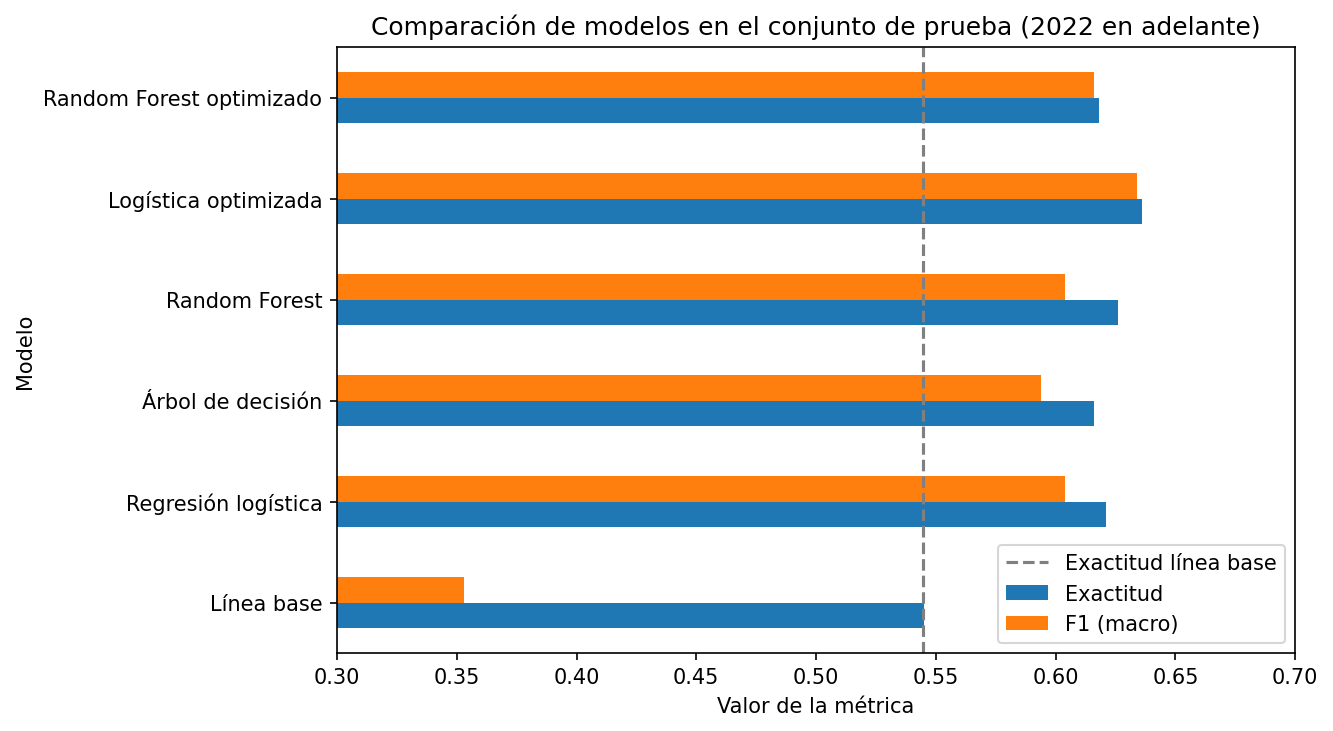 Comparación de modelos en el conjunto de prueba (2022 en adelante)
Modelo
Random Forest optimizado
Logística optimizada
Random Forest
Árbol de decisión
Regresión logística
Línea base
Exactitud línea base
Exactitud
F1 (macro)
0.30 0.35 0.40 0.45 0.50 0.55 0.60 0.65 0.70
Valor de la métrica